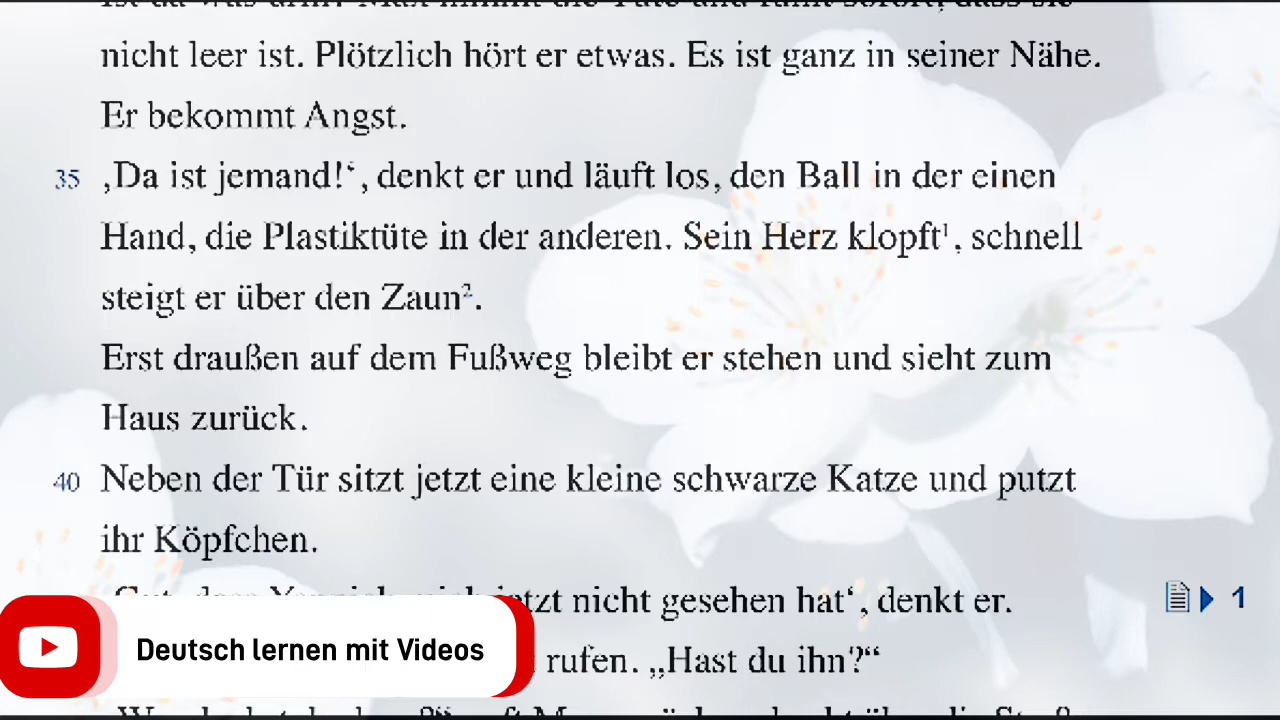 nicht leer ist. Plötzlich hört er etwas. Es ist ganz in seiner Nähe.
Er bekommt Angst.
35 ‚Da ist jemand!‘, denkt er und läuft los, den Ball in der einen
Hand, die Plastiktüte in der anderen. Sein Herz klopft¹, schnell
steigt er über den Zaun².
Erst draußen auf dem Fußweg bleibt er stehen und sieht zum
Haus zurück.
40 Neben der Tür sitzt jetzt eine kleine schwarze Katze und putzt
ihr Köpfchen.
jetzt nicht gesehen hat‘, denkt er. 1
rufen. „Hast du ihn?“
Deutsch lernen mit Videos